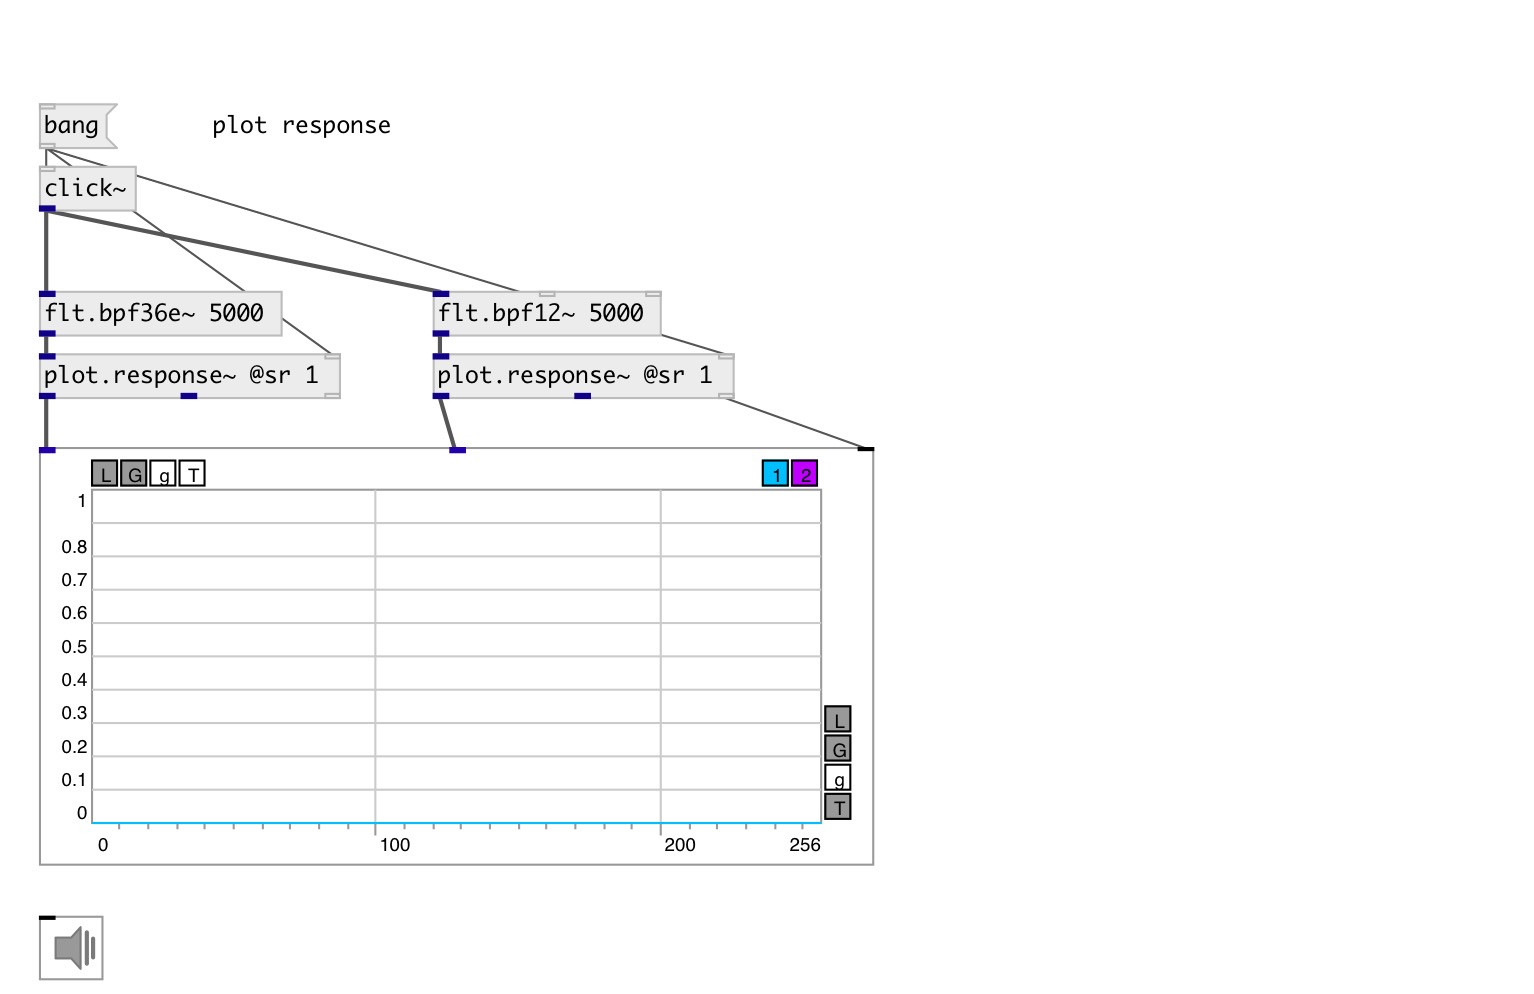 bang
plot response
click~
flt.bpf36e~ 5000
flt.bpf12~ 5000
plot.response~ @sr 1
plot.response~ @sr 1
L G g T
1 2
1
0.8
0.7
0.6
0.5
0.4
0.3
0.2
0.1
0
L
G
g
T
0 100 200 256